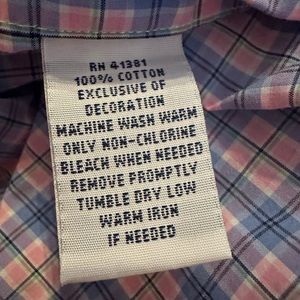 RN 41381
100% COTTON
EXCLUSIVE OF
DECORATION
MACHINE WASH WARM
ONLY NON-CHLORINE
BLEACH WHEN NEEDED
REMOVE PROMPTLY
TUMBLE DRY LOW
WARM IRON
IF NEEDED